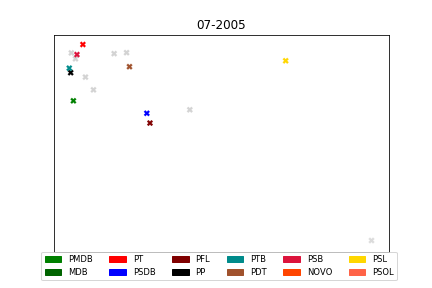 07-2005
PMDB PT PFL PTB PSB PSL
MDB PSDB PP PDT NOVO PSOL